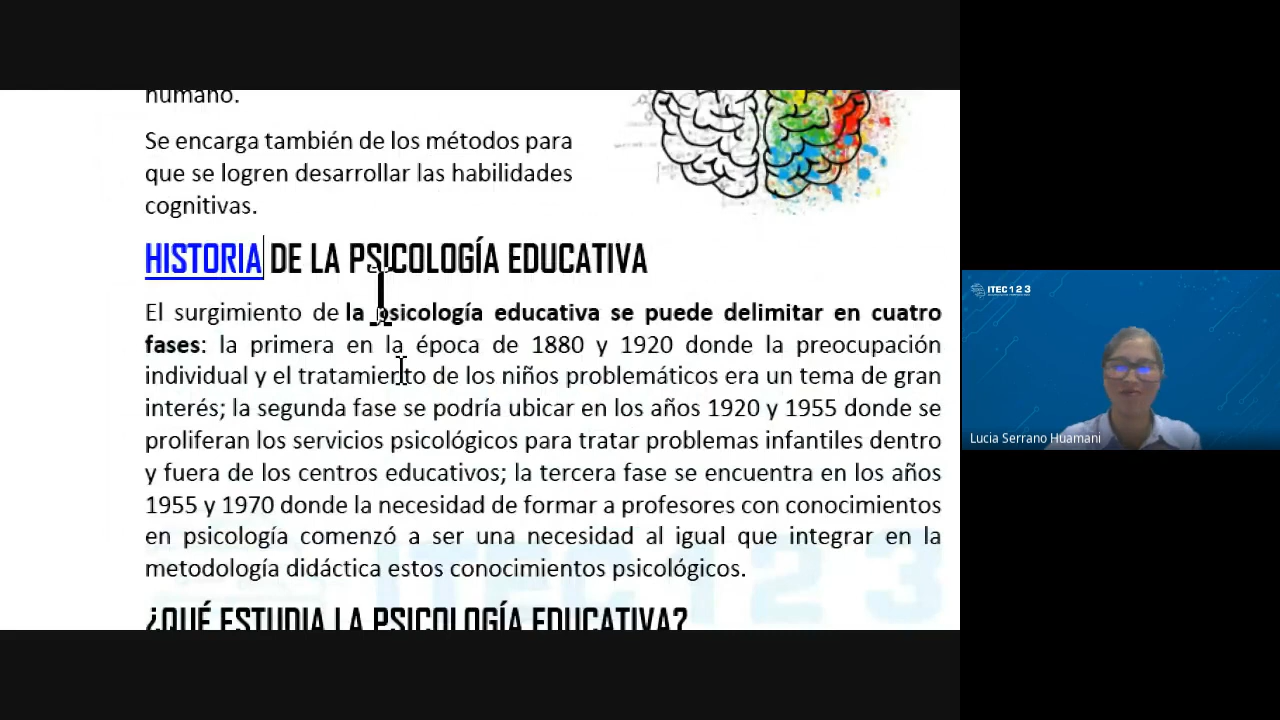 humano.
Se encarga también de los métodos para
que se logren desarrollar las habilidades
cognitivas.
HISTORIA DE LA PSICOLOGÍA EDUCATIVA
El surgimiento de la psicología educativa se puede delimitar en cuatro
fases: la primera en la época de 1880 y 1920 donde la preocupación
individual y el tratamiento de los niños problemáticos era un tema de gran
interés; la segunda fase se podría ubicar en los años 1920 y 1955 donde se
proliferan los servicios psicológicos para tratar problemas infantiles dentro
y fuera de los centros educativos; la tercera fase se encuentra en los años
1955 y 1970 donde la necesidad de formar a profesores con conocimientos
en psicología comenzó a ser una necesidad al igual que integrar en la
metodología didáctica estos conocimientos psicológicos.
ITEC 1 2 3
¿QUÉ ESTUDIA LA PSICOLOGÍA EDUCATIVA?
ITEC 1 2 3
Lucia Serrano Huamani